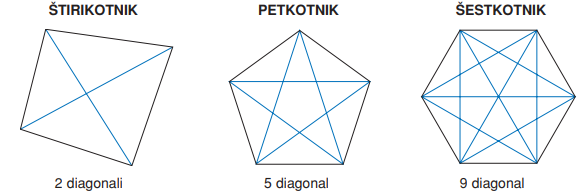 ŠTIRIKOTNIK
PETKOTNIK
ŠESTKOTNIK
2 diagonali
5 diagonal
9 diagonal